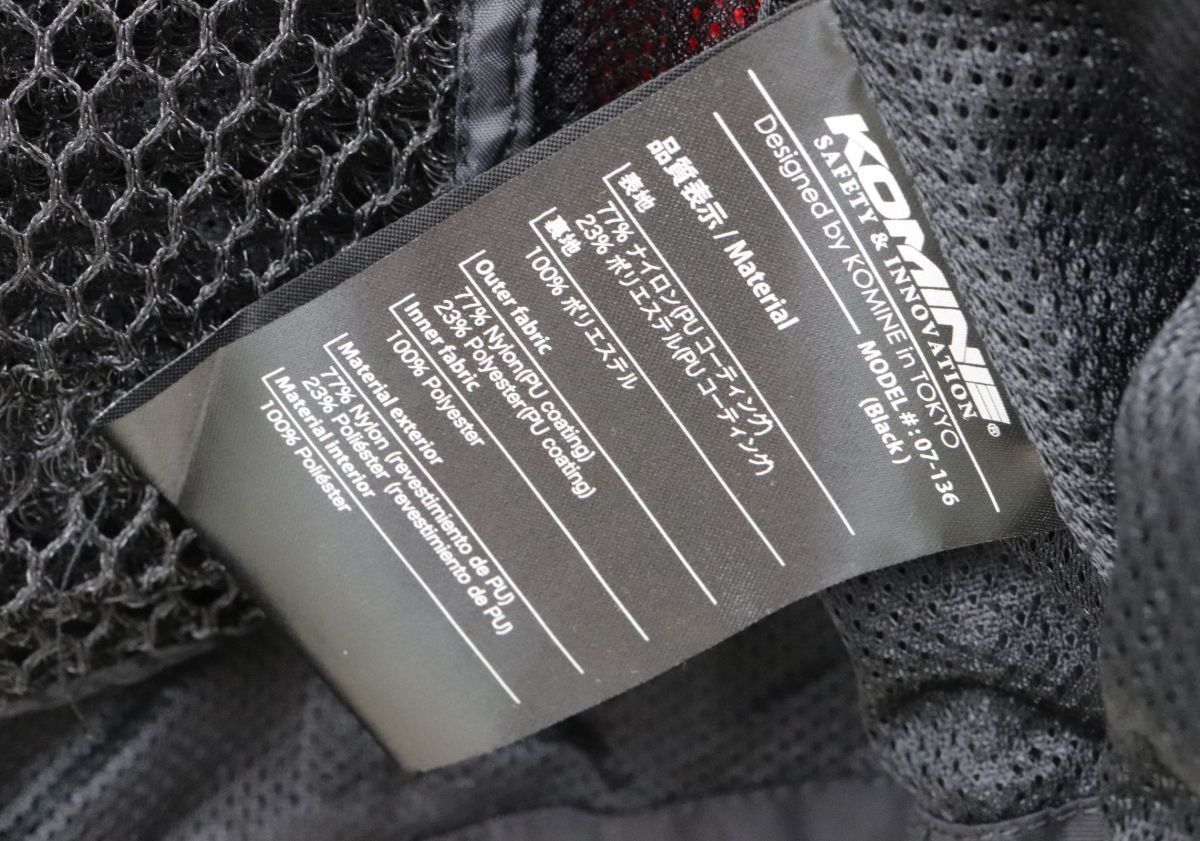 KOMINE®
SAFETY & INNOVATION
Designed by KOMINE in TOKYO
MODEL #: 07-136
(Black)
品質表示 / Material
表地
77% ナイロン(PU コーティング)
23% ポリエステル(PU コーティング)
裏地
100% ポリエステル
Outer fabric
77% Nylon(PU coating)
23% Polyester(PU coating)
Inner fabric
100% Polyester
Material exterior
77% Nylon (revestimiento de PU)
23% Poliéster (revestimiento de PU)
Material interior
100% Poliéster